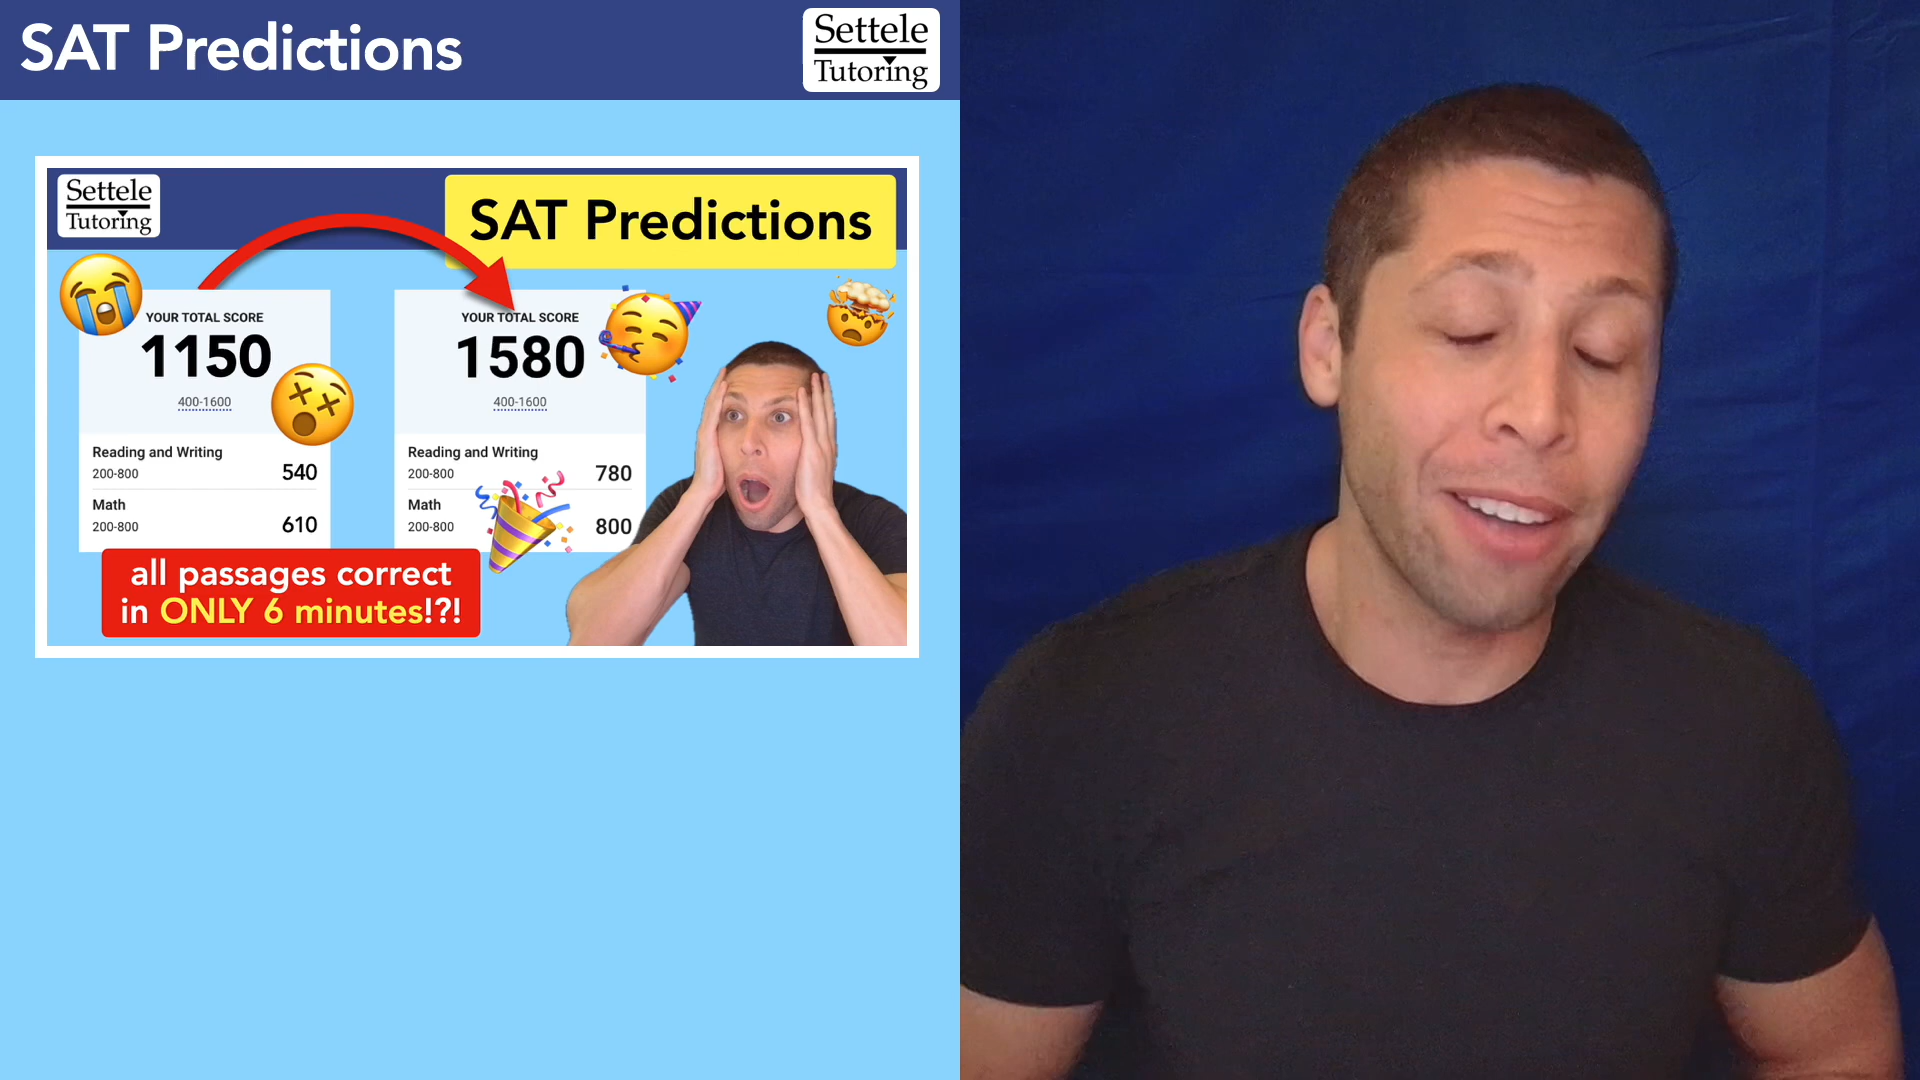 SAT Predictions
Settele
Tutoring
Settele
Tutoring
SAT Predictions
YOUR TOTAL SCORE
1150
400-1600
Reading and Writing
200-800
540
Math
200-800
610
YOUR TOTAL SCORE
1580
400-1600
Reading and Writing
200-800
780
Math
200-800
800
all passages correct
in ONLY 6 minutes!?!